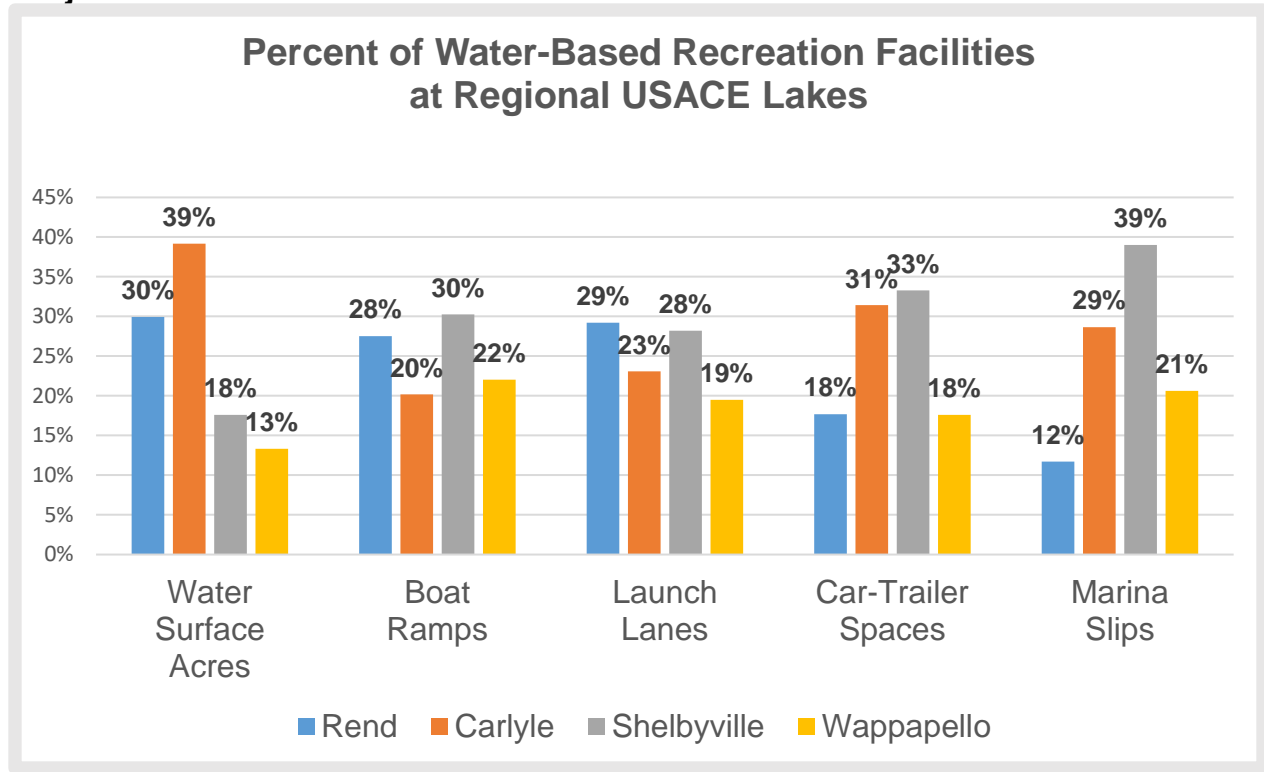 Percent of Water-Based Recreation Facilities
at Regional USACE Lakes
45%
40%
35%
30%
25%
20%
15%
10%
5%
0%
30%
39%
18%
13%
28%
20%
30%
22%
29%
23%
28%
19%
18%
31%
33%
18%
12%
29%
39%
21%
Water
Surface
Acres
Boat
Ramps
Launch
Lanes
Car-Trailer
Spaces
Marina
Slips
Rend
Carlyle
Shelbyville
Wappapello